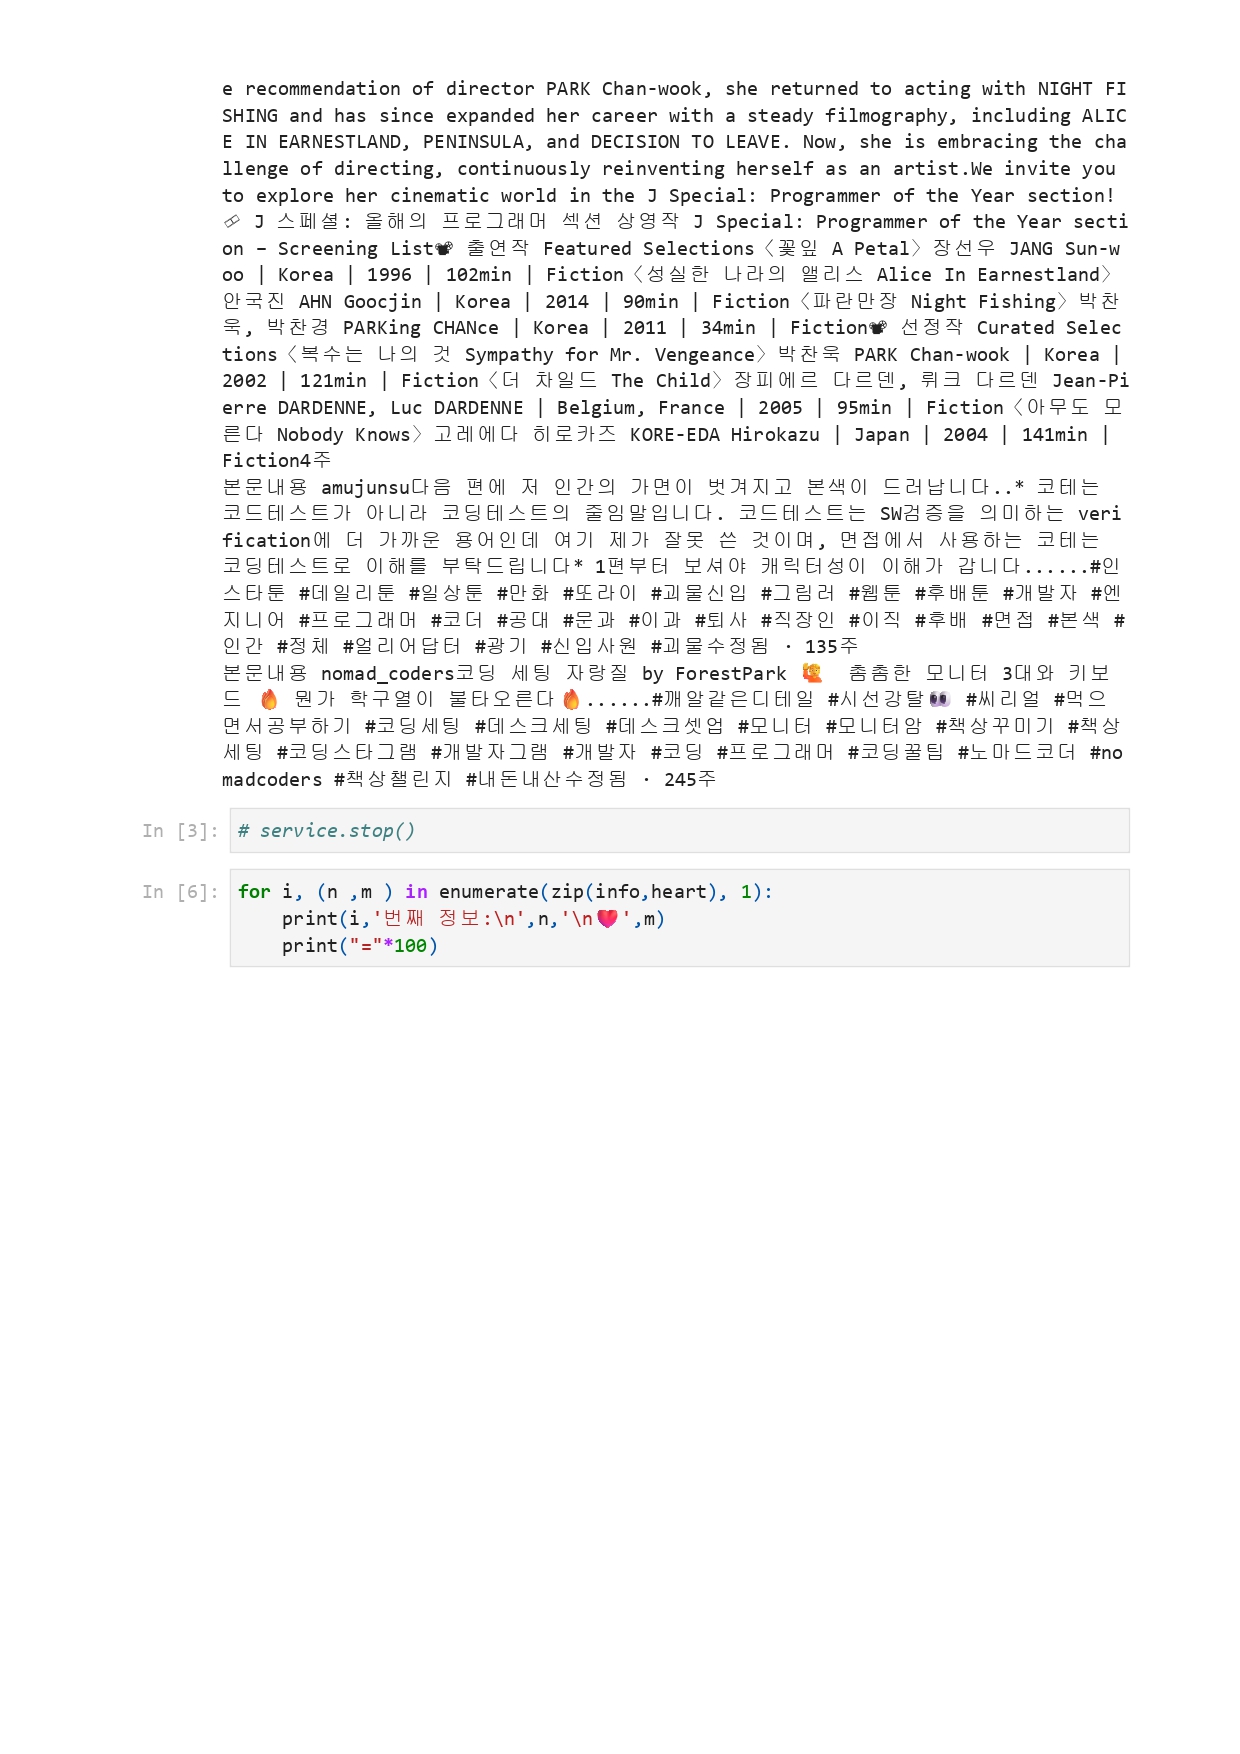 e recommendation of director PARK Chan-wook, she returned to acting with NIGHT FI
SHING and has since expanded her career with a steady filmography, including ALIC
E IN EARNESTLAND, PENINSULA, and DECISION TO LEAVE. Now, she is embracing the cha
llenge of directing, continuously reinventing herself as an artist.We invite you
to explore her cinematic world in the J Special: Programmer of the Year section!
🔗 J 스페셜: 올해의 프로그래머 섹션 상영작 J Special: Programmer of the Year secti
on – Screening List📽 출연작 Featured Selections〈꽃잎 A Petal〉장선우 JANG Sun-w
oo | Korea | 1996 | 102min | Fiction〈성실한 나라의 앨리스 Alice In Earnestland〉
안국진 AHN Goocjin | Korea | 2014 | 90min | Fiction〈파란만장 Night Fishing〉박찬
욱, 박찬경 PARKing CHANce | Korea | 2011 | 34min | Fiction📽 선정작 Curated Selec
tions〈복수는 나의 것 Sympathy for Mr. Vengeance〉박찬욱 PARK Chan-wook | Korea |
2002 | 121min | Fiction〈더 차일드 The Child〉장피에르 다르덴, 뤼크 다르덴 Jean-Pi
erre DARDENNE, Luc DARDENNE | Belgium, France | 2005 | 95min | Fiction〈아무도 모
른다 Nobody Knows〉고레에다 히로카즈 KORE-EDA Hirokazu | Japan | 2004 | 141min |
Fiction4주
본문내용 amujunsu다음 편에 저 인간의 가면이 벗겨지고 본색이 드러납니다..* 코테는
코드테스트가 아니라 코딩테스트의 줄임말입니다. 코드테스트는 SW검증을 의미하는 veri
fication에 더 가까운 용어인데 여기 제가 잘못 쓴 것이며, 면접에서 사용하는 코테는
코딩테스트로 이해를 부탁드립니다* 1편부터 보셔야 캐릭터성이 이해가 갑니다......#인
스타툰 #데일리툰 #일상툰 #만화 #또라이 #괴물신입 #그림러 #웹툰 #후배툰 #개발자 #엔
지니어 #프로그래머 #코더 #공대 #문과 #이과 #퇴사 #직장인 #이직 #후배 #면접 #본색 #
인간 #정체 #얼리어답터 #광기 #신입사원 #괴물수정됨 · 135주
본문내용 nomad_coders코딩 세팅 자랑질 by ForestPark 🙋 촘촘한 모니터 3대와 키보
드 🔥 뭔가 학구열이 불타오른다🔥......#깨알같은디테일 #시선강탈👀 #씨리얼 #먹으
면서공부하기 #코딩세팅 #데스크세팅 #데스크셋업 #모니터 #모니터암 #책상꾸미기 #책상
세팅 #코딩스타그램 #개발자그램 #개발자 #코딩 #프로그래머 #코딩꿀팁 #노마드코더 #no
madcoders #책상챌린지 #내돈내산수정됨 · 245주
In [3]: # service.stop()
In [6]: for i, (n ,m ) in enumerate(zip(info,heart), 1):
    print(i,'번째 정보:\n',n,'\n❤️',m)
    print("="*100)